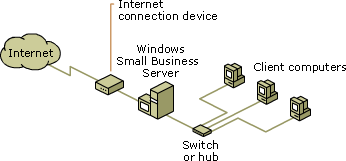 Internet
connection device
Internet
Windows
Small Business
Server
Client computers
Switch
or hub